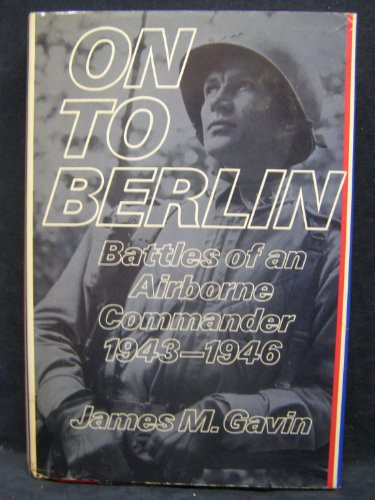 ON
TO
BERLIN
Battles of an
Airborne
Commander
1943–1946
James M. Gavin